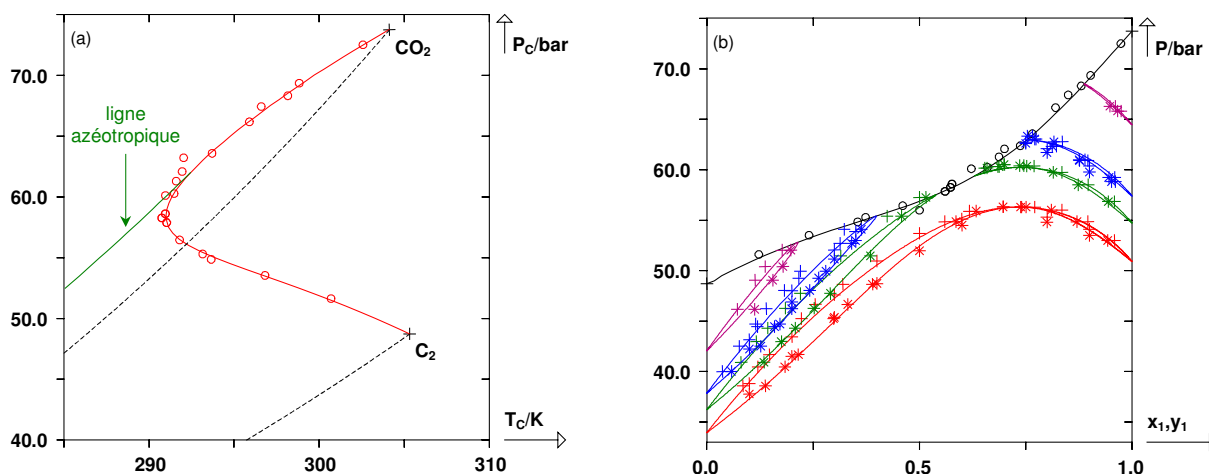 (a)
P_C/bar
CO₂
70.0
ligne
azéotropique
60.0
50.0
C₂
T_C/K
40.0
290
300
310
(b)
P/bar
70.0
60.0
50.0
40.0
x₁,y₁
0.0
0.5
1.0